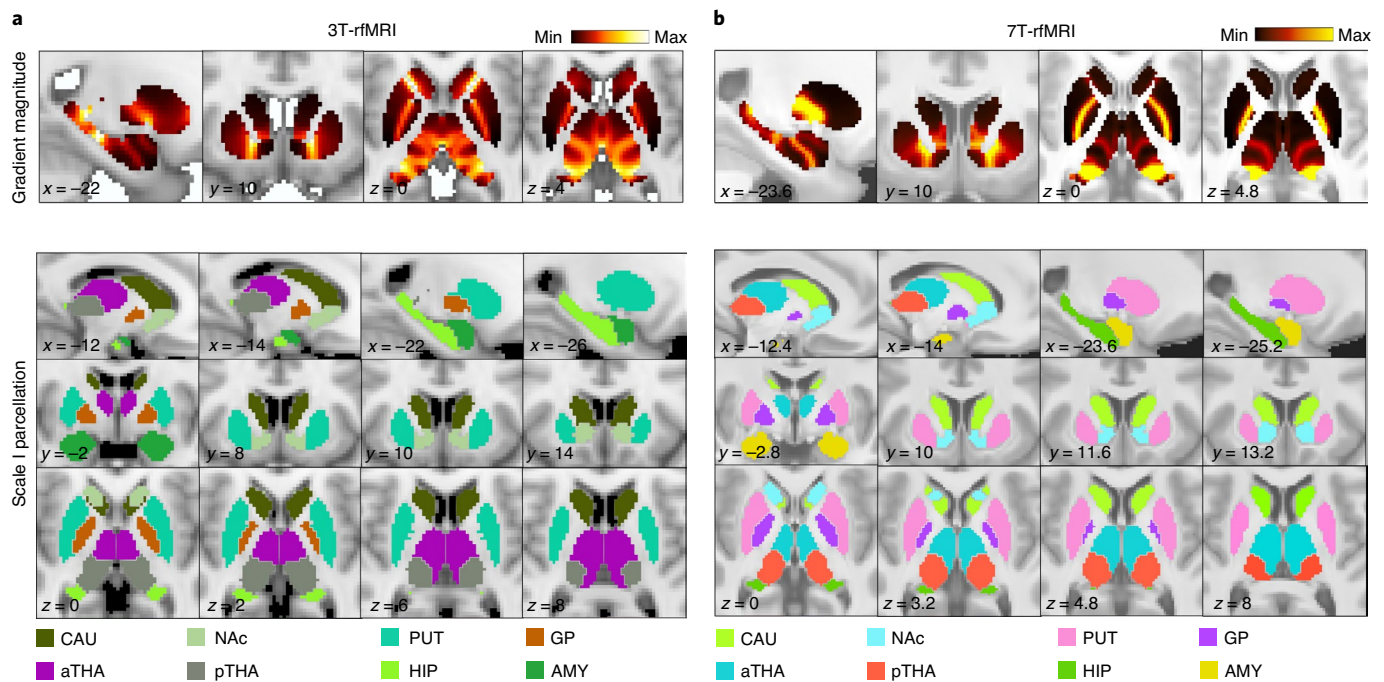 a
3T-rfMRI
Min Max
Gradient magnitude
x = −22
y = 10
z = 0
z = 4
Scale I parcellation
x = −12
x = −14
x = −22
x = −26
y = −2
y = 8
y = 10
y = 14
z = 0
z = 2
z = 6
z = 8
CAU NAc PUT GP
aTHA pTHA HIP AMY
b
7T-rfMRI
Min Max
x = −23.6
y = 10
z = 0
z = 4.8
x = −12.4
x = −14
x = −23.6
x = −25.2
y = −2.8
y = 10
y = 11.6
y = 13.2
z = 0
z = 3.2
z = 4.8
z = 8
CAU NAc PUT GP
aTHA pTHA HIP AMY